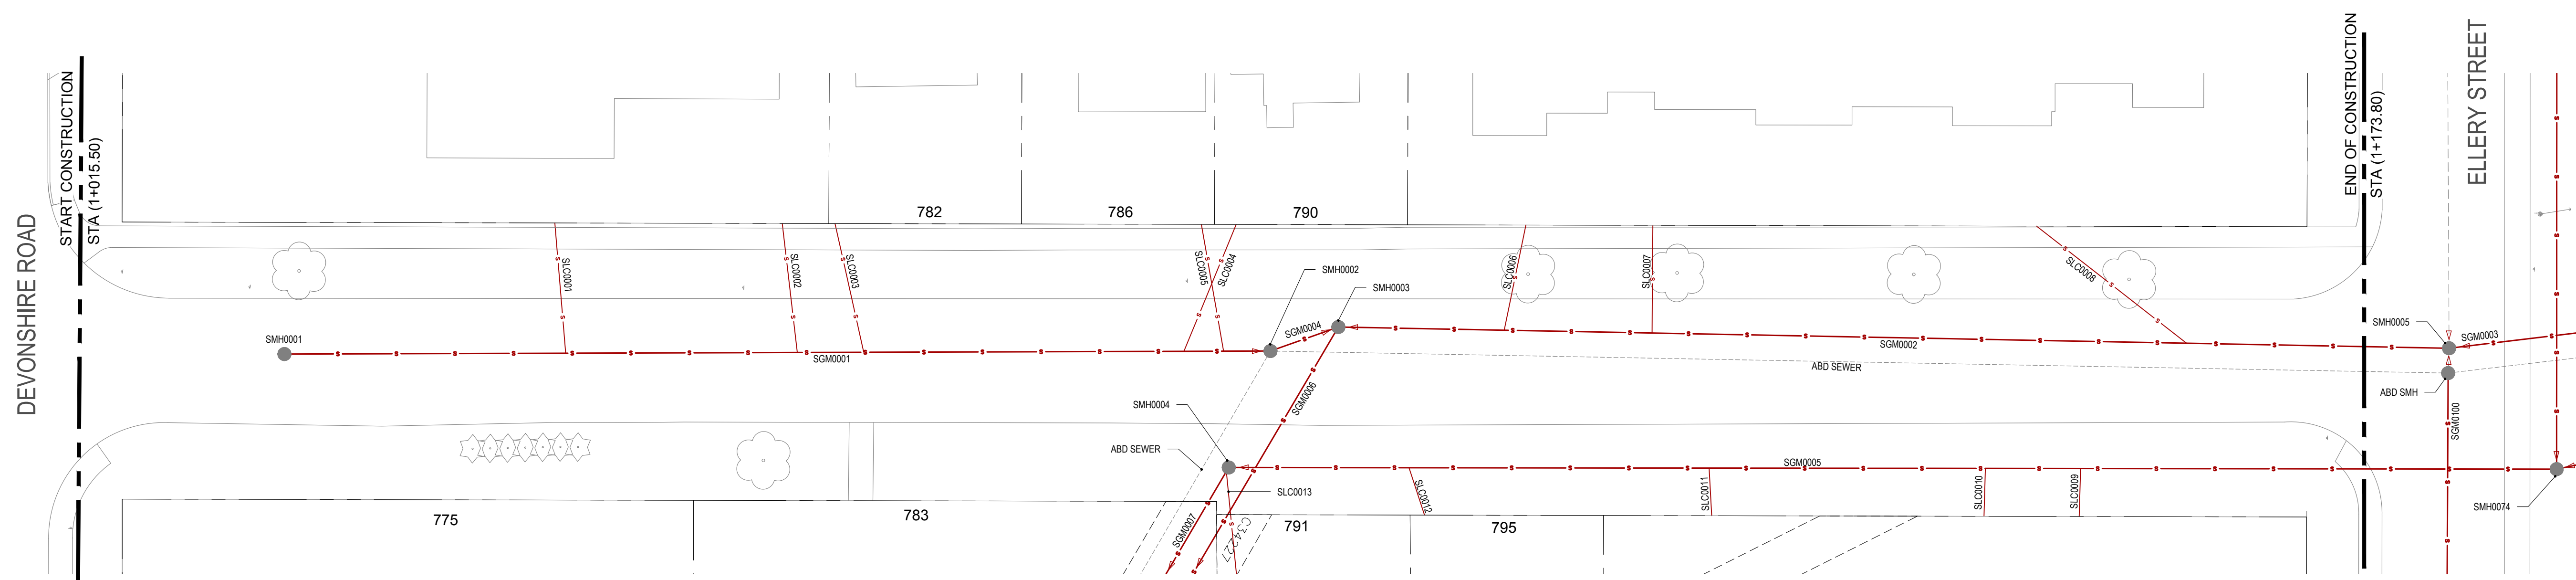 DEVONSHIRE ROAD
START CONSTRUCTION
STA (1+015.50)
END OF CONSTRUCTION
STA (1+173.80)
ELLERY STREET
782
786
790
SLC0001
SLC0002
SLC0003
SLC0005
SLC0004
SMH0002
SMH0003
SLC0006
SLC0007
SLC0008
SMH0001
SGM0001
SGM0004
SGM0002
SMH0005
SGM0003
ABD SEWER
ABD SMH
SGM0006
SMH0004
ABD SEWER
SGM0100
SGM0005
SLC0013
SLC0012
SLC0011
SLC0010
SLC0009
SMH0074
775
783
SGM0007
C34227
791
795